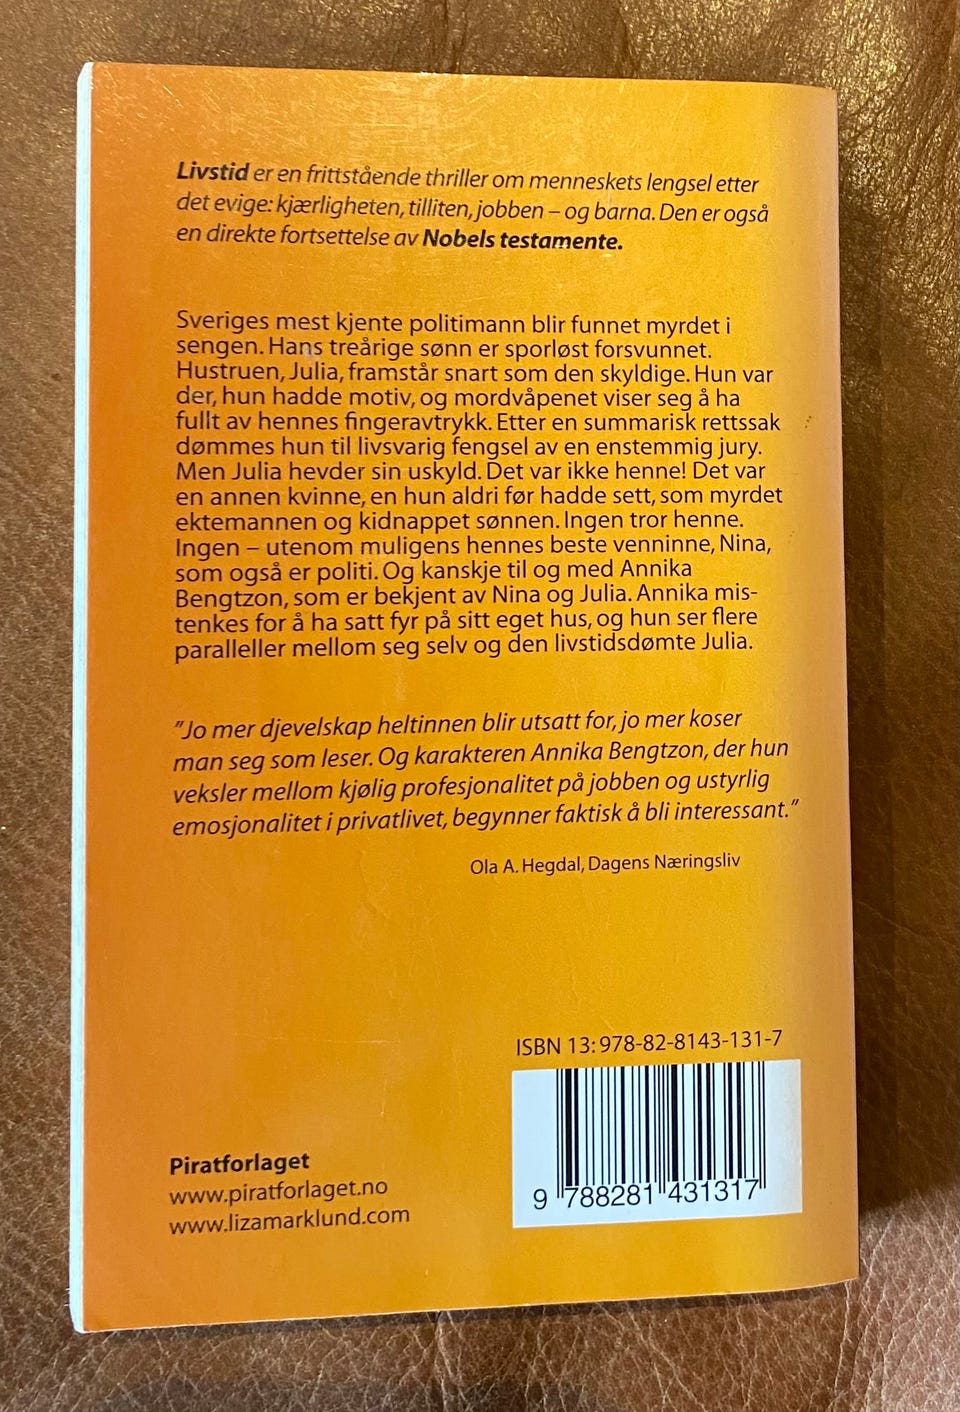 Livstid er en frittstående thriller om menneskets lengsel etter
det evige: kjærligheten, tilliten, jobben – og barna. Den er også
en direkte fortsettelse av Nobels testamente.
Sveriges mest kjente politimann blir funnet myrdet i
sengen. Hans treårige sønn er sporløst forsvunnet.
Hustruen, Julia, framstår snart som den skyldige. Hun var
der, hun hadde motiv, og mordvåpenet viser seg å ha
fullt av hennes fingeravtrykk. Etter en summarisk rettssak
dømmes hun til livsvarig fengsel av en enstemmig jury.
Men Julia hevder sin uskyld. Det var ikke henne! Det var
en annen kvinne, en hun aldri før hadde sett, som myrdet
ektemannen og kidnappet sønnen. Ingen tror henne.
Ingen – utenom muligens hennes beste venninne, Nina,
som også er politi. Og kanskje til og med Annika
Bengtzon, som er bekjent av Nina og Julia. Annika mis-
tenkes for å ha satt fyr på sitt eget hus, og hun ser flere
paralleller mellom seg selv og den livstidsdømte Julia.
"Jo mer djevelskap heltinnen blir utsatt for, jo mer koser
man seg som leser. Og karakteren Annika Bengtzon, der hun
veksler mellom kjølig profesjonalitet på jobben og ustyrlig
emosjonalitet i privatlivet, begynner faktisk å bli interessant."
Ola A. Hegdal, Dagens Næringsliv
ISBN 13: 978-82-8143-131-7
9 788281 431317
Piratforlaget
www.piratforlaget.no
www.lizamarklund.com